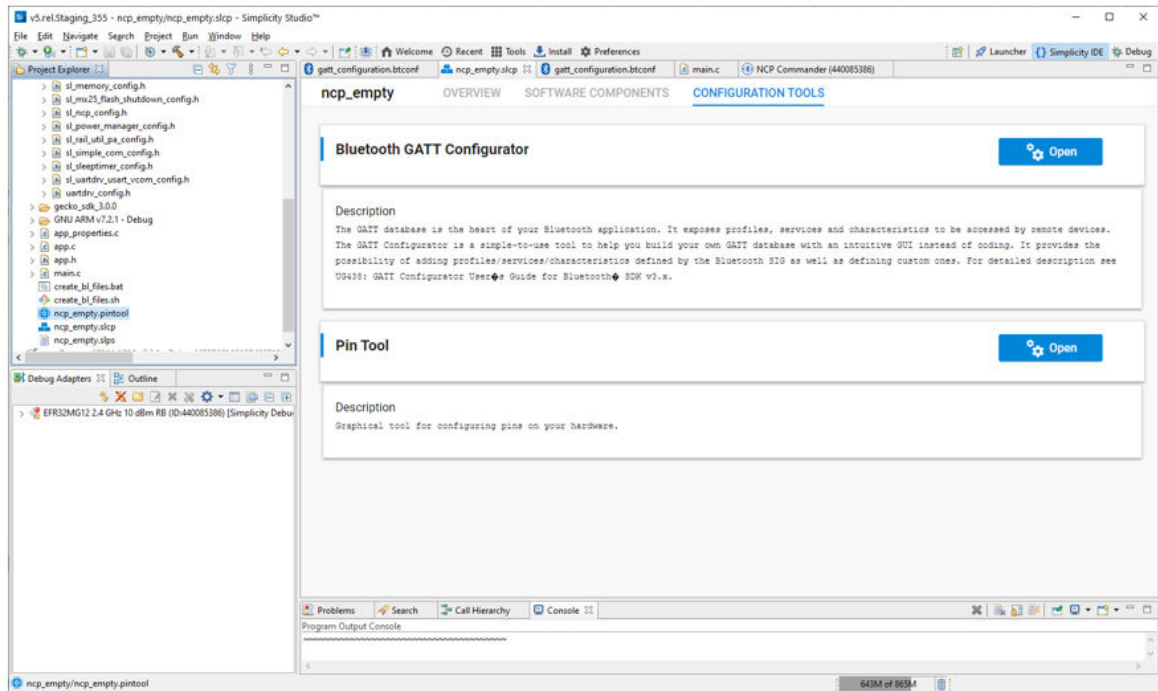 v5.rel.Staging_355 - ncp_empty/ncp_empty.slcp - Simplicity Studio™
File Edit Navigate Search Project Run Window Help
Welcome Recent Tools Install Preferences
Launcher {} Simplicity IDE Debug
Project Explorer
gatt_configuration.btconf ncp_empty.slcp gatt_configuration.btconf main.c NCP Commander (440085386)
sl_memory_config.h
sl_mx25_flash_shutdown_config.h
sl_ncp_config.h
sl_power_manager_config.h
sl_rail_util_pa_config.h
sl_simple_com_config.h
sl_sleeptimer_config.h
sl_uartdrv_usart_vcom_config.h
uartdrv_config.h
gecko_sdk_3.0.0
GNU ARM v7.2.1 - Debug
app_properties.c
app.c
app.h
main.c
create_bl_files.bat
create_bl_files.sh
ncp_empty.pintool
ncp_empty.slcp
ncp_empty.slps
Debug Adapters Outline
EFR32MG12 2.4 GHz 10 dBm RB (ID:440085386) [Simplicity Debu
ncp_empty OVERVIEW SOFTWARE COMPONENTS CONFIGURATION TOOLS
Bluetooth GATT Configurator
Open
Description
The GATT database is the heart of your Bluetooth application. It exposes profiles, services and characteristics to be accessed by remote devices.
The GATT Configurator is a simple-to-use tool to help you build your own GATT database with an intuitive GUI instead of coding. It provides the
possibility of adding profiles/services/characteristics defined by the Bluetooth SIG as well as defining custom ones. For detailed description see
UG438: GATT Configurator User�s Guide for Bluetooth� SDK v3.x.
Pin Tool
Open
Description
Graphical tool for configuring pins on your hardware.
Problems Search Call Hierarchy Console
Program Output Console
~~~~~~~~~~~~~~~~~~~~~~~~~~~~~~~~~~~~~~~~~
ncp_empty/ncp_empty.pintool
643M of 865M